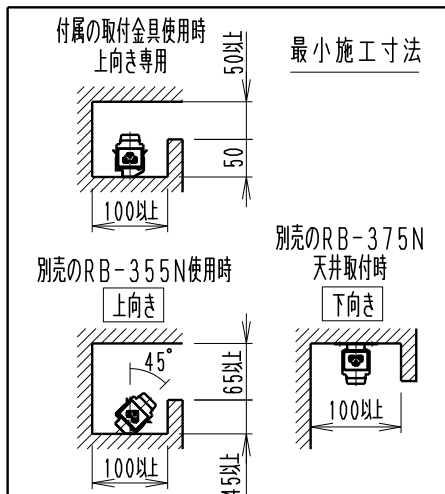 付属の取付金具使用時
上向き専用
最小施工寸法
50以上
50
100以上
別売のRB-355N使用時
上向き
45°
65以上
45以上
100以上
別売のRB-375N
天井取付時
下向き
100以上